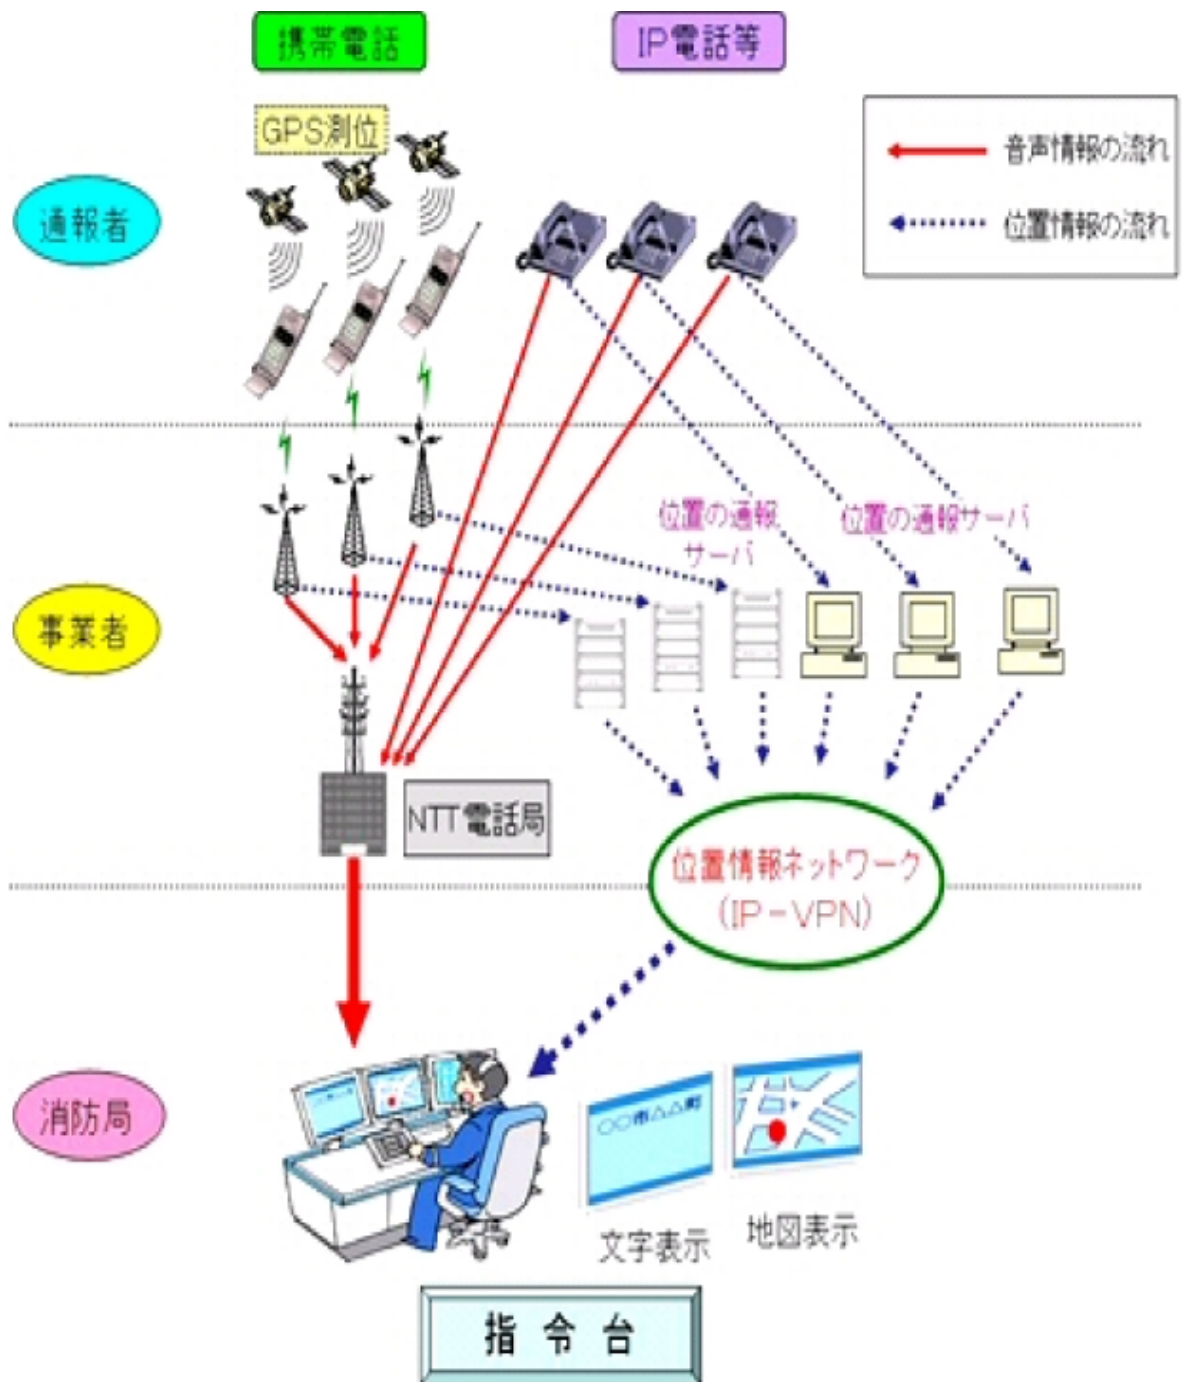 携帯電話
IP電話等
GPS測位
音声情報の流れ
位置情報の流れ
通報者
位置の通報
サーバ
位置の通報サーバ
事業者
NTT電話局
位置情報ネットワーク
(IP-VPN)
消防局
○○市△△町
文字表示
地図表示
指令台